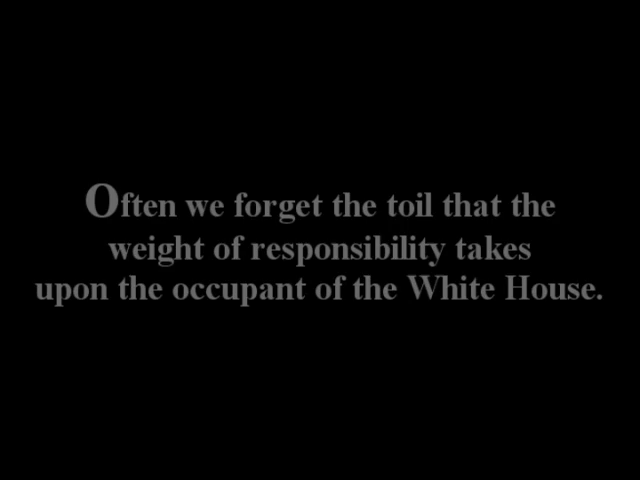 Often we forget the toil that the
weight of responsibility takes
upon the occupant of the White House.